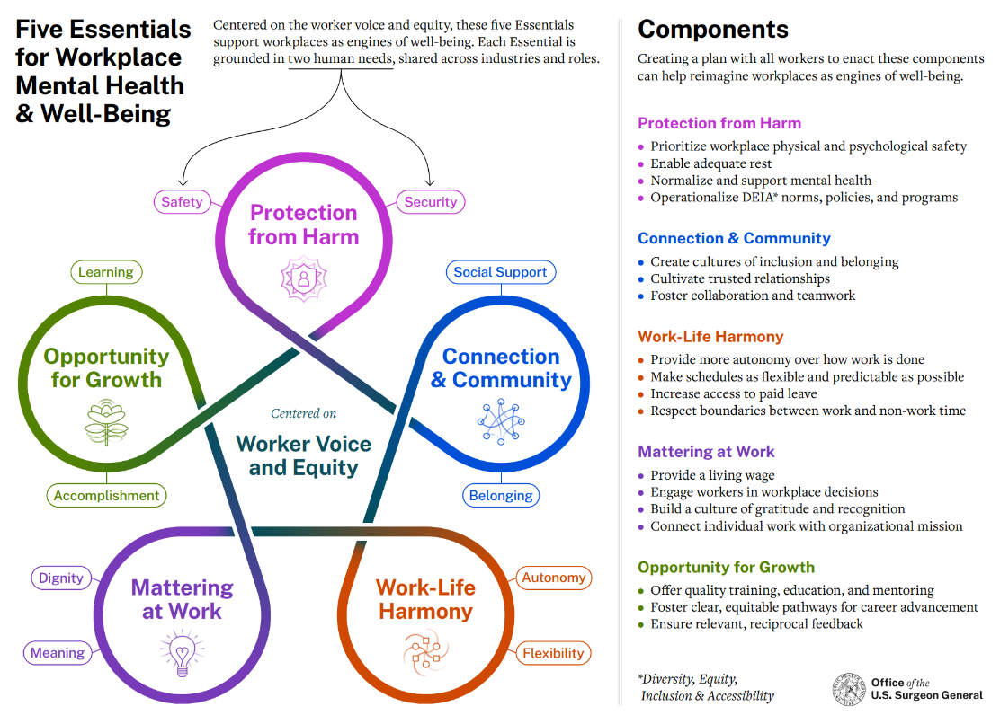 Five Essentials
for Workplace
Mental Health
& Well-Being
Centered on the worker voice and equity, these five Essentials
support workplaces as engines of well-being. Each Essential is
grounded in two human needs, shared across industries and roles.
Safety
Security
Protection
from Harm
Learning
Opportunity
for Growth
Accomplishment
Social Support
Connection
& Community
Belonging
Centered on
Worker Voice
and Equity
Dignity
Mattering
at Work
Meaning
Work-Life
Harmony
Autonomy
Flexibility
Components
Creating a plan with all workers to enact these components
can help reimagine workplaces as engines of well-being.
Protection from Harm
• Prioritize workplace physical and psychological safety
• Enable adequate rest
• Normalize and support mental health
• Operationalize DEIA* norms, policies, and programs
Connection & Community
• Create cultures of inclusion and belonging
• Cultivate trusted relationships
• Foster collaboration and teamwork
Work-Life Harmony
• Provide more autonomy over how work is done
• Make schedules as flexible and predictable as possible
• Increase access to paid leave
• Respect boundaries between work and non-work time
Mattering at Work
• Provide a living wage
• Engage workers in workplace decisions
• Build a culture of gratitude and recognition
• Connect individual work with organizational mission
Opportunity for Growth
• Offer quality training, education, and mentoring
• Foster clear, equitable pathways for career advancement
• Ensure relevant, reciprocal feedback
*Diversity, Equity,
Inclusion & Accessibility
Office of the
U.S. Surgeon General